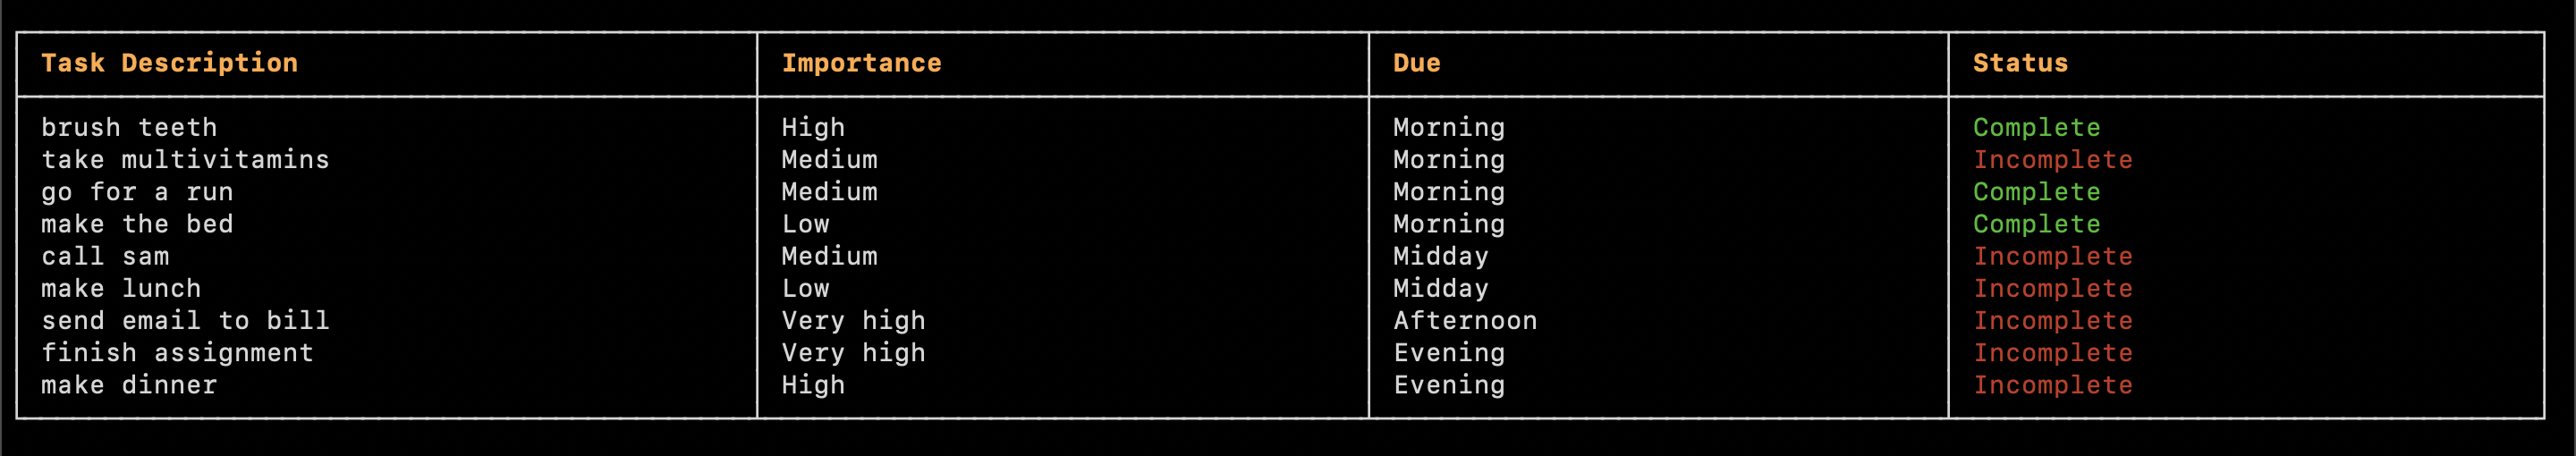 Task Description Importance Due Status
brush teeth High Morning Complete
take multivitamins Medium Morning Incomplete
go for a run Medium Morning Complete
make the bed Low Morning Complete
call sam Medium Midday Incomplete
make lunch Low Midday Incomplete
send email to bill Very high Afternoon Incomplete
finish assignment Very high Evening Incomplete
make dinner High Evening Incomplete